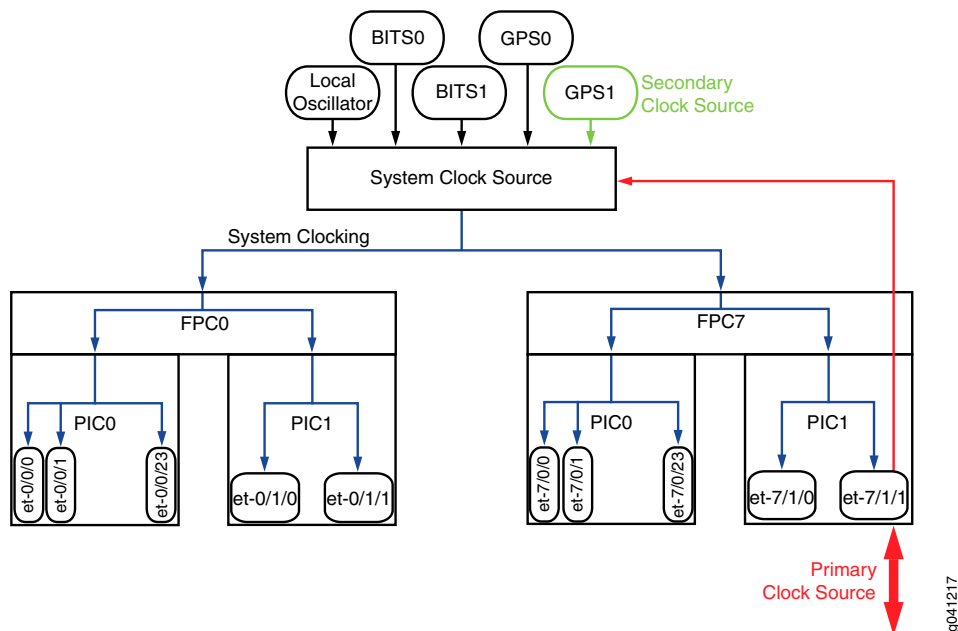 BITS0
GPS0
Local
Oscillator
BITS1
GPS1
Secondary
Clock Source
System Clock Source
System Clocking
FPC0
FPC7
PIC0
PIC1
PIC0
PIC1
et-0/0/0
et-0/0/1
et-0/0/23
et-0/1/0
et-0/1/1
et-7/0/0
et-7/0/1
et-7/0/23
et-7/1/0
et-7/1/1
Primary
Clock Source
g041217